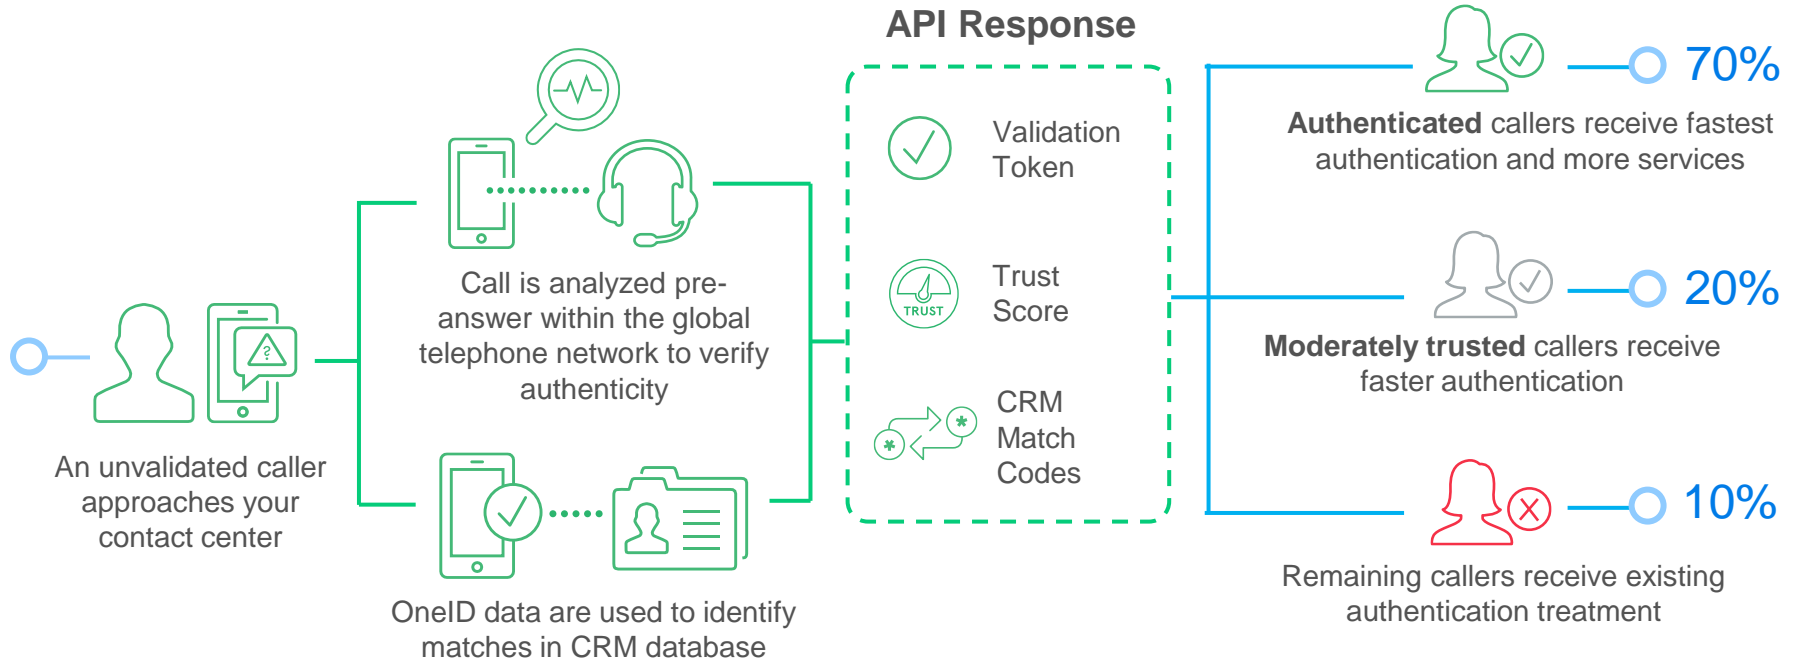 An unvalidated caller
approaches your
contact center
?
Call is analyzed pre-
answer within the global
telephone network to verify
authenticity
OneID data are used to identify
matches in CRM database
API Response
Validation
Token
TRUST
Trust
Score
* *
CRM
Match
Codes
70%
Authenticated callers receive fastest
authentication and more services
20%
Moderately trusted callers receive
faster authentication
X
10%
Remaining callers receive existing
authentication treatment